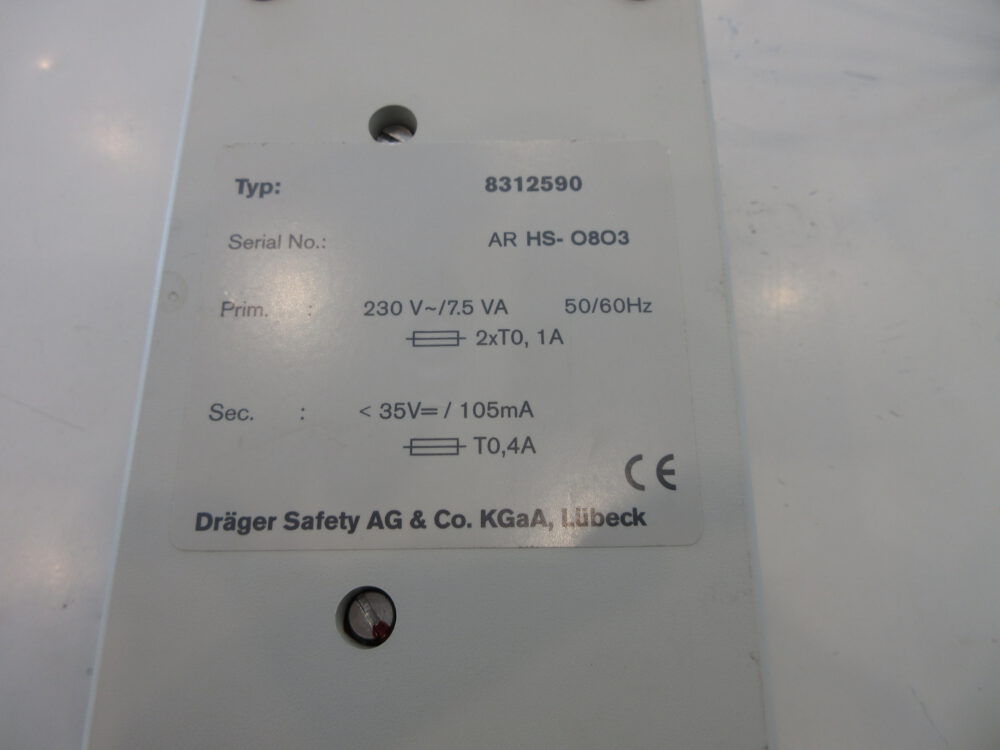 Typ: 8312590
Serial No.: AR HS- 0803
Prim. : 230 V~/7.5 VA 50/60Hz
2xT0, 1A
Sec. : < 35V= / 105mA
T0,4A
CE
Dräger Safety AG & Co. KGaA, Lübeck